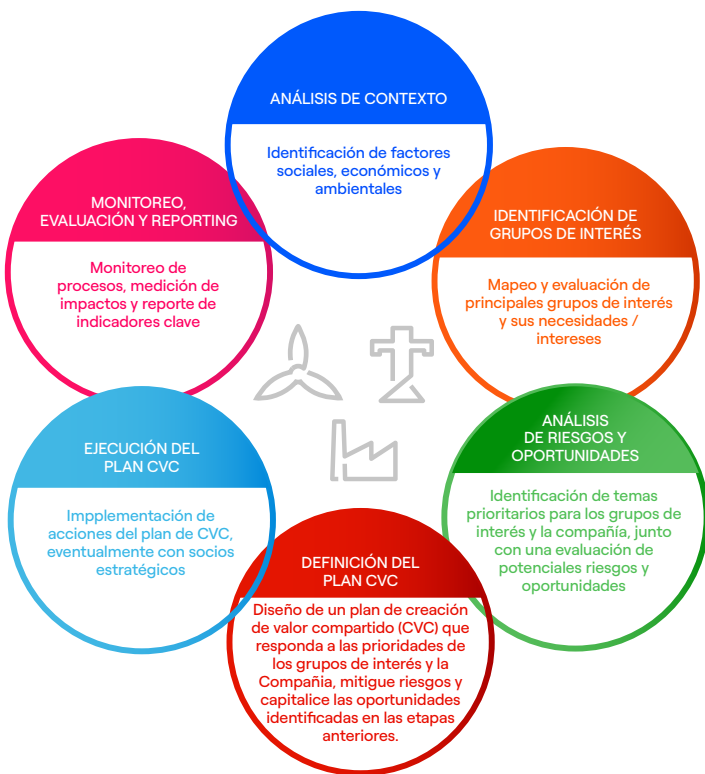 ANÁLISIS DE CONTEXTO
Identificación de factores
sociales, económicos y
ambientales
IDENTIFICACIÓN DE
GRUPOS DE INTERÉS
Mapeo y evaluación de
principales grupos de interés
y sus necesidades /
intereses
ANÁLISIS
DE RIESGOS Y
OPORTUNIDADES
Identificación de temas
prioritarios para los grupos de
interés y la compañía, junto
con una evaluación de
potenciales riesgos y
oportunidades
DEFINICIÓN DEL
PLAN CVC
Diseño de un plan de creación
de valor compartido (CVC) que
responda a las prioridades de
los grupos de interés y la
Compañia, mitigue riesgos y
capitalice las oportunidades
identificadas en las etapas
anteriores.
EJECUCIÓN DEL
PLAN CVC
Impplementación de
acciones del plan de CVC,
eventualmente con socios
estratégicos
MONITOREO,
EVALUACIÓN Y REPORTING
Monitoreo de
procesos, medición de
impactos y reporte de
indicadores clave